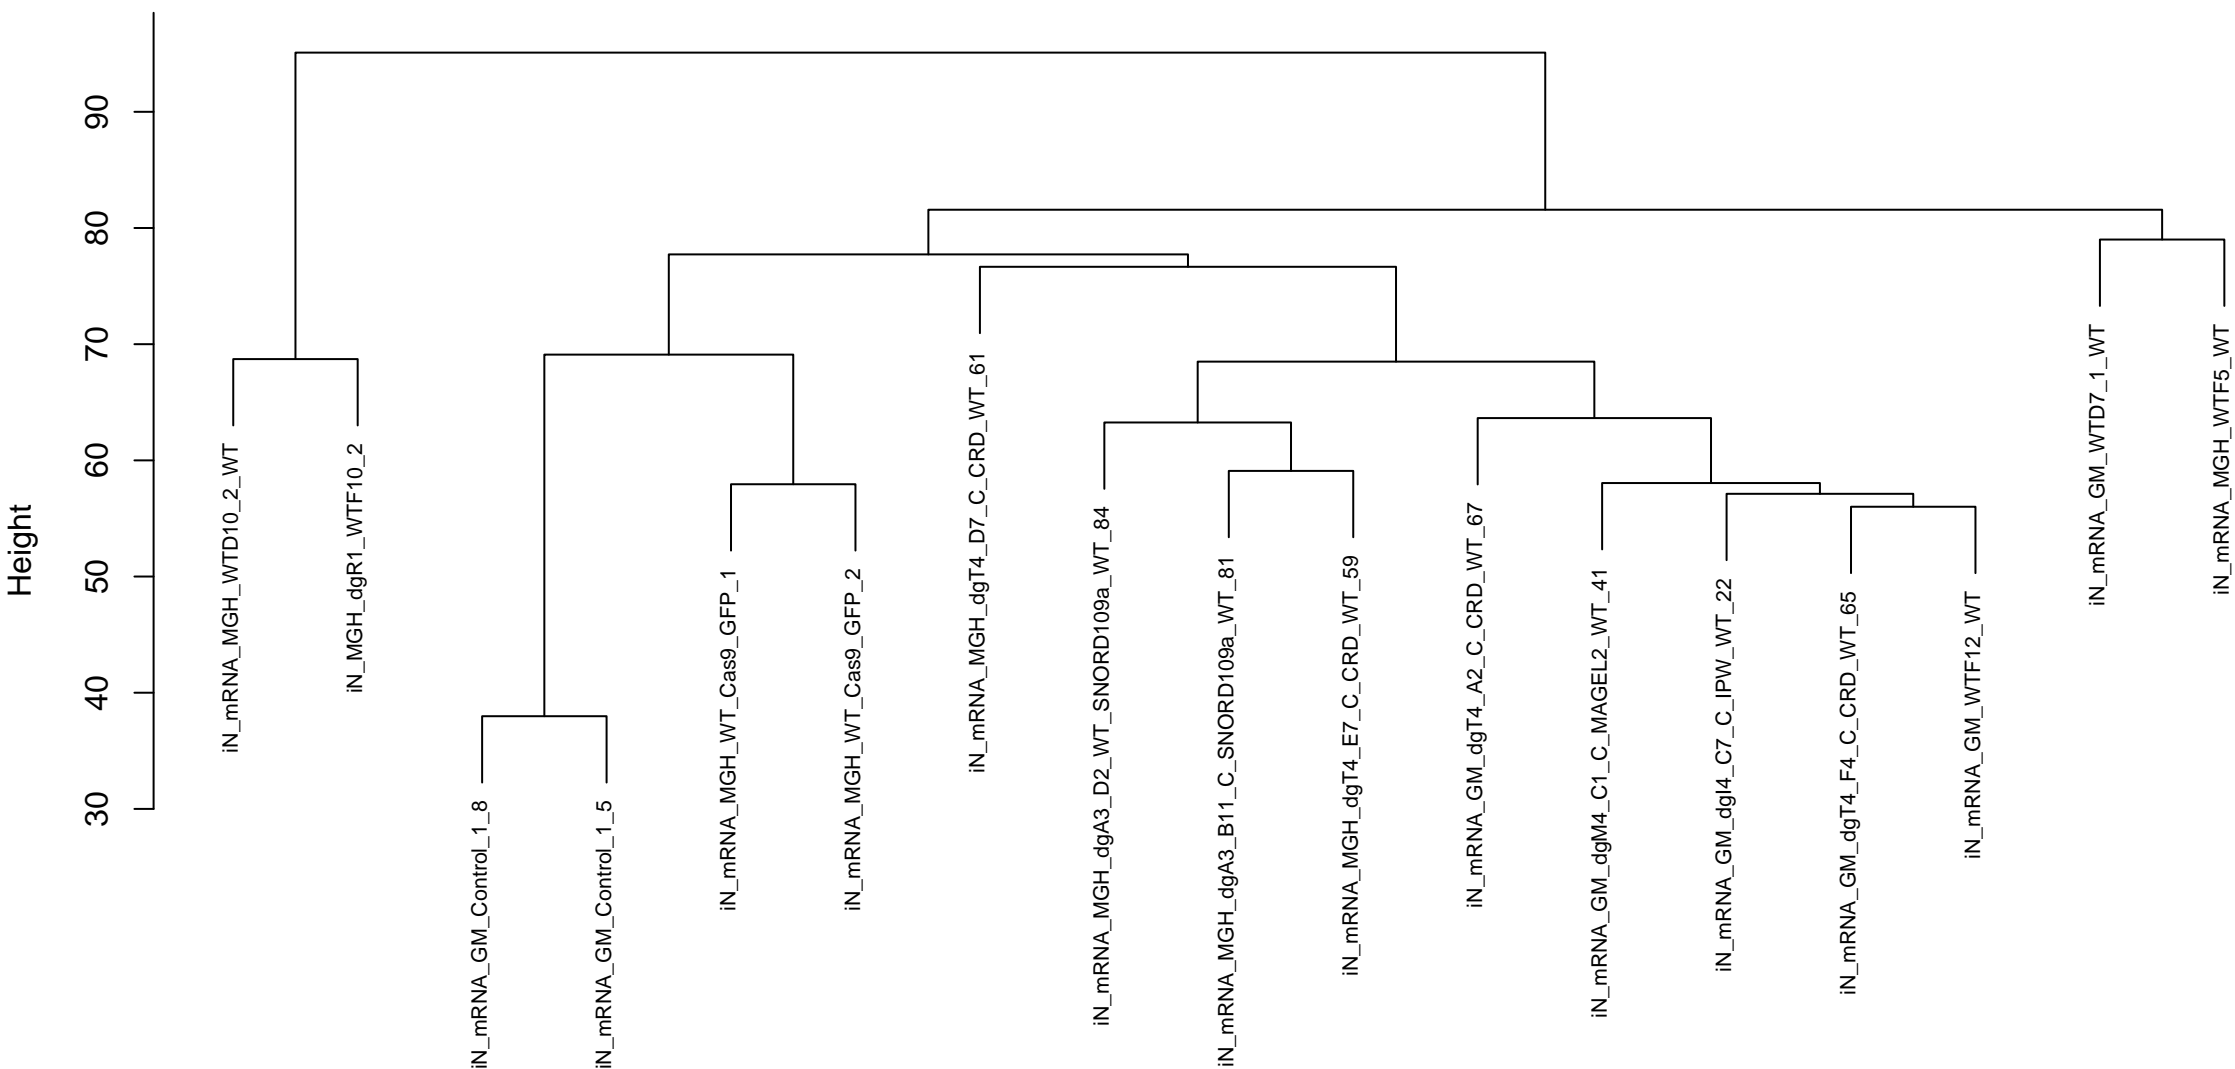 Height
90
80
70
60
50
40
30
iN_mRNA_MGH_WTD10_2_WT
iN_MGH_dgR1_WTF10_2
iN_mRNA_GM_Control_1_8
iN_mRNA_GM_Control_1_5
iN_mRNA_MGH_WT_Cas9_GFP_1
iN_mRNA_MGH_WT_Cas9_GFP_2
iN_mRNA_MGH_dgT4_D7_C_CRD_WT_61
iN_mRNA_MGH_dgA3_D2_WT_SNORD109a_WT_84
iN_mRNA_MGH_dgA3_B11_C_SNORD109a_WT_81
iN_mRNA_MGH_dgT4_E7_C_CRD_WT_59
iN_mRNA_GM_dgT4_A2_C_CRD_WT_67
iN_mRNA_GM_dgM4_C1_C_MAGEL2_WT_41
iN_mRNA_GM_dgI4_C7_C_IPW_WT_22
iN_mRNA_GM_dgT4_F4_C_CRD_WT_65
iN_mRNA_GM_WTF12_WT
iN_mRNA_GM_WTD7_1_WT
iN_mRNA_MGH_WTF5_WT